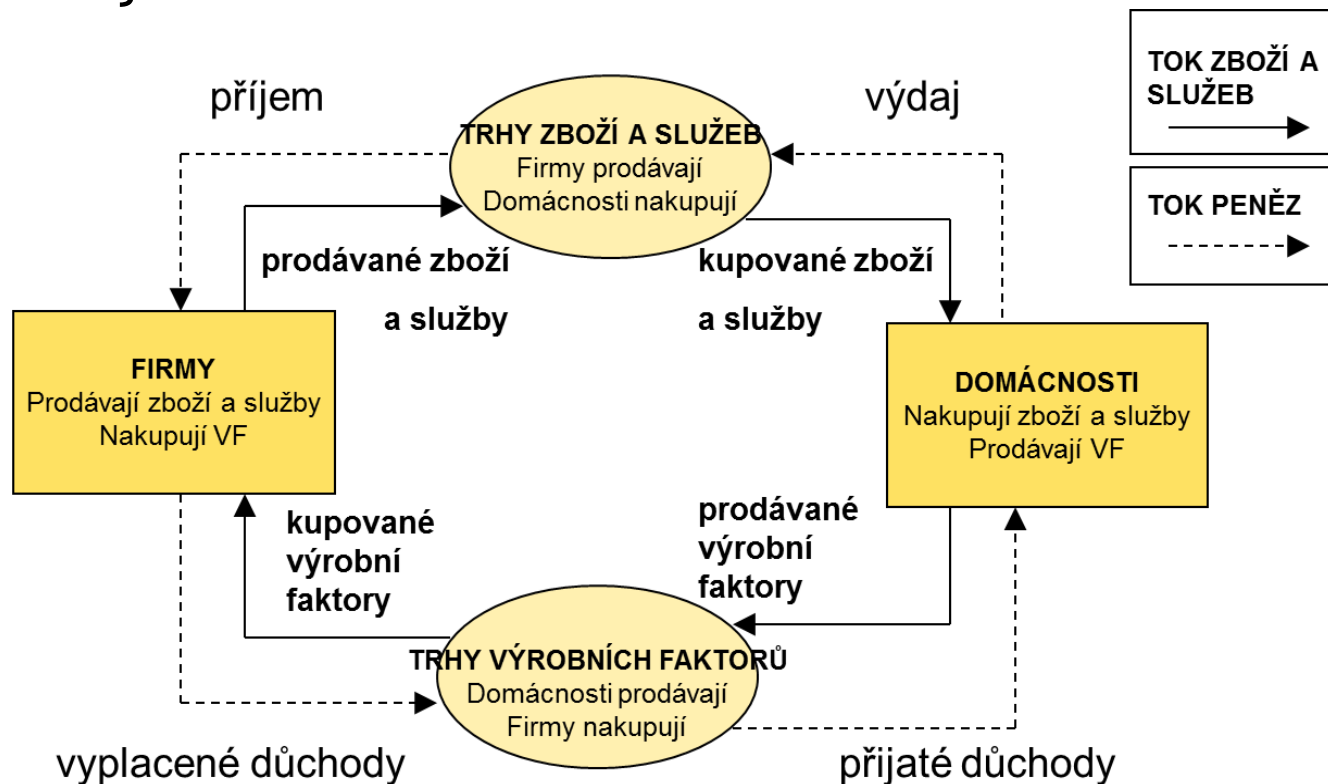 TOK ZBOŽÍ A
SLUŽEB
příjem
výdaj
TRHY ZBOŽÍ A SLUŽEB
Firmy prodávají
Domácnosti nakupují
TOK PENĚZ
prodávané zboží
a služby
kupované zboží
a služby
FIRMY
Prodávají zboží a služby
Nakupují VF
DOMÁCNOSTI
Nakupují zboží a služby
Prodávají VF
kupované
výrobní
faktory
prodávané
výrobní
faktory
TRHY VÝROBNÍCH FAKTORŮ
Domácnosti prodávají
Firmy nakupují
vyplacené důchody
přijaté důchody